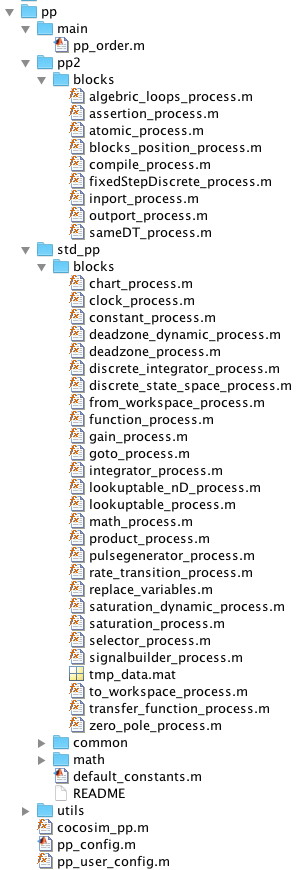 pp
main
pp_order.m
pp2
blocks
algebric_loops_process.m
assertion_process.m
atomic_process.m
blocks_position_process.m
compile_process.m
fixedStepDiscrete_process.m
inport_process.m
outport_process.m
sameDT_process.m
std_pp
blocks
chart_process.m
clock_process.m
constant_process.m
deadzone_dynamic_process.m
deadzone_process.m
discrete_integrator_process.m
discrete_state_space_process.m
from_workspace_process.m
function_process.m
gain_process.m
goto_process.m
integrator_process.m
lookuptable_nD_process.m
lookuptable_process.m
math_process.m
product_process.m
pulsegenerator_process.m
rate_transition_process.m
replace_variables.m
saturation_dynamic_process.m
saturation_process.m
selector_process.m
signalbuilder_process.m
tmp_data.mat
to_workspace_process.m
transfer_function_process.m
zero_pole_process.m
common
math
default_constants.m
README
utils
cocosim_pp.m
pp_config.m
pp_user_config.m